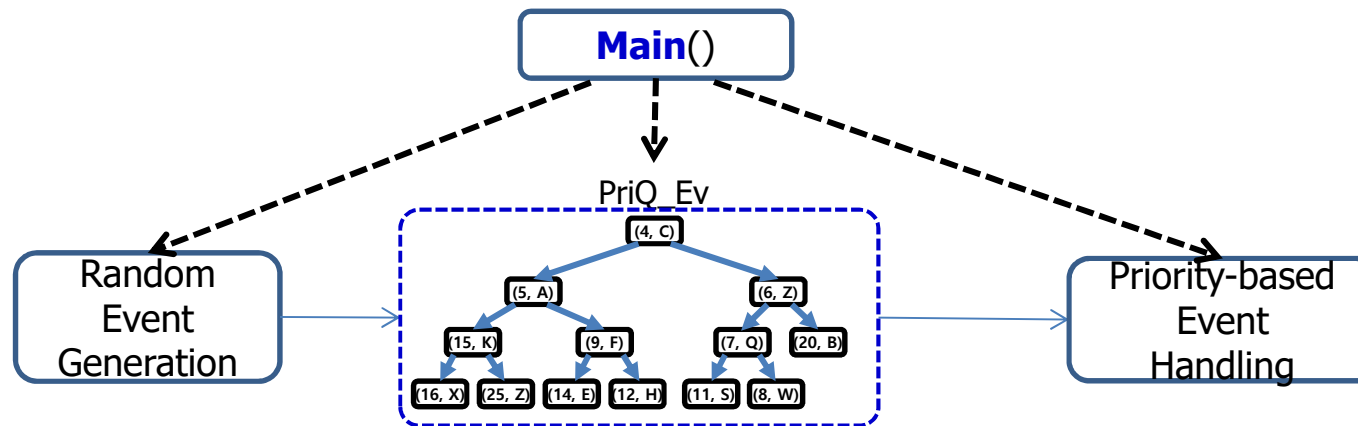 Main()
PriQ_Ev
Random
Event
Generation
(4, C)
(5, A)
(6, Z)
(15, K)
(9, F)
(7, Q)
(20, B)
(16, X)
(25, Z)
(14, E)
(12, H)
(11, S)
(8, W)
Priority-based
Event
Handling